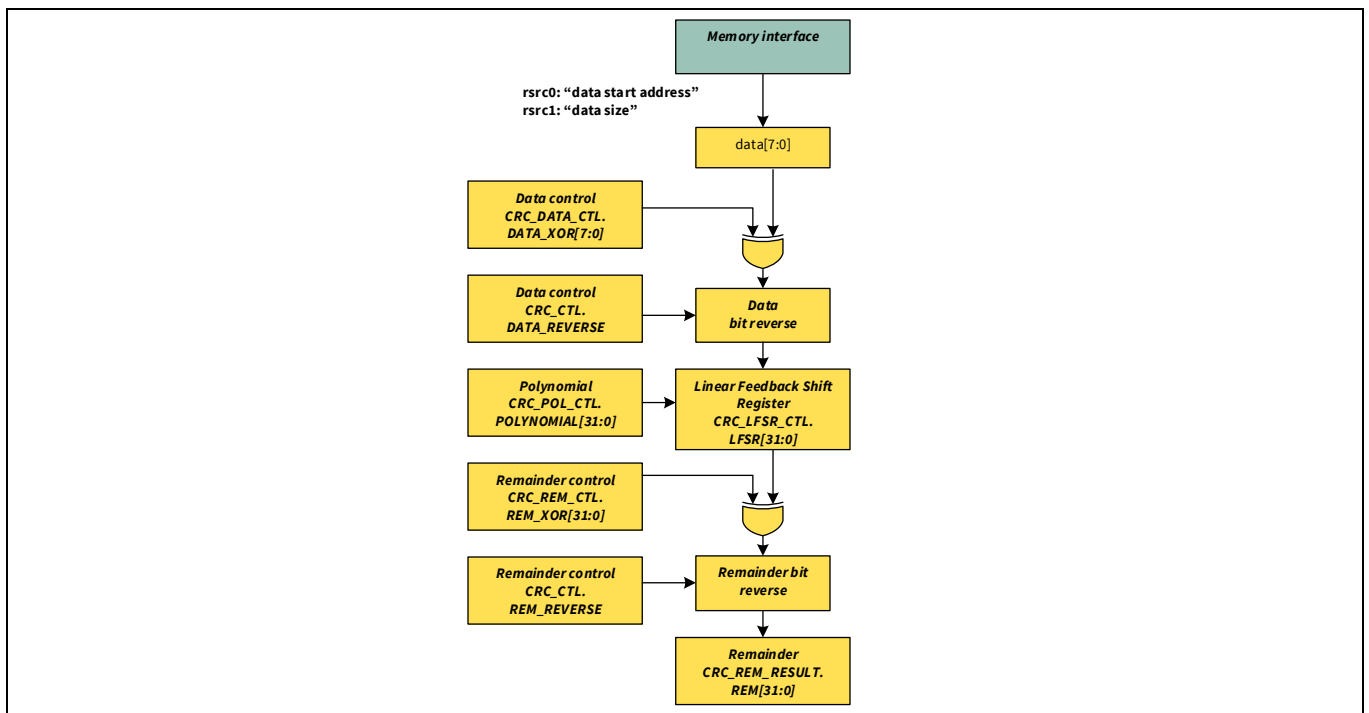 Memory interface
rsrc0: “data start address”
rsrc1: “data size”
data[7:0]
Data control
CRC_DATA_CTL.
DATA_XOR[7:0]
Data control
CRC_CTL.
DATA_REVERSE
Data
bit reverse
Polynomial
CRC_POL_CTL.
POLYNOMIAL[31:0]
Linear Feedback Shift
Register
CRC_LFSR_CTL.
LFSR[31:0]
Remainder control
CRC_REM_CTL.
REM_XOR[31:0]
Remainder control
CRC_CTL.
REM_REVERSE
Remainder bit
reverse
Remainder
CRC_REM_RESULT.
REM[31:0]